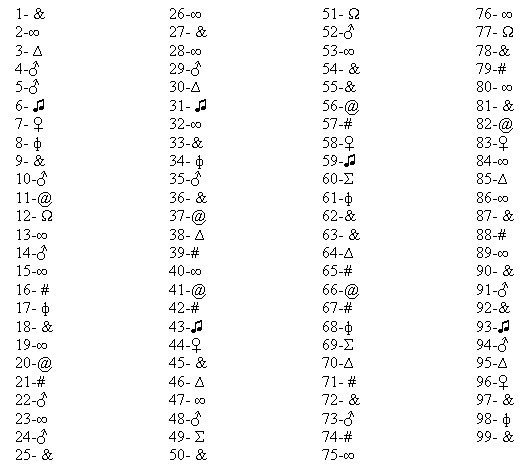 1- & 26-∞ 51- Ω 76- ∞
2-∞ 27- & 52-♂ 77- Ω
3- Δ 28-∞ 53-∞ 78- &
4-♂ 29-♂ 54- & 79-#
5-♂ 30-Δ 55-& 80- ∞
6- ♫ 31- ♫ 56-@ 81- &
7- ♀ 32-∞ 57-# 82-@
8- ϕ 33-& 58-♀ 83-♀
9- & 34- ϕ 59-♫ 84-∞
10-♂ 35-♂ 60-Σ 85-Δ
11-@ 36- & 61-ϕ 86-∞
12- Ω 37-@ 62-& 87- &
13-∞ 38- Δ 63- & 88-#
14-♂ 39-# 64-Δ 89-∞
15-∞ 40-∞ 65-# 90- &
16- # 41-@ 66-@ 91-♂
17- ϕ 42-# 67-# 92-&
18- & 43-♫ 68-ϕ 93-♫
19-∞ 44-♀ 69-Σ 94-♂
20-@ 45- & 70-Δ 95-Δ
21-# 46- Δ 71- # 96-♀
22-♂ 47- ∞ 72- & 97- &
23-∞ 48-♂ 73-♂ 98- ϕ
24-♂ 49-Σ 74-# 99-&
25- & 50- & 75-∞